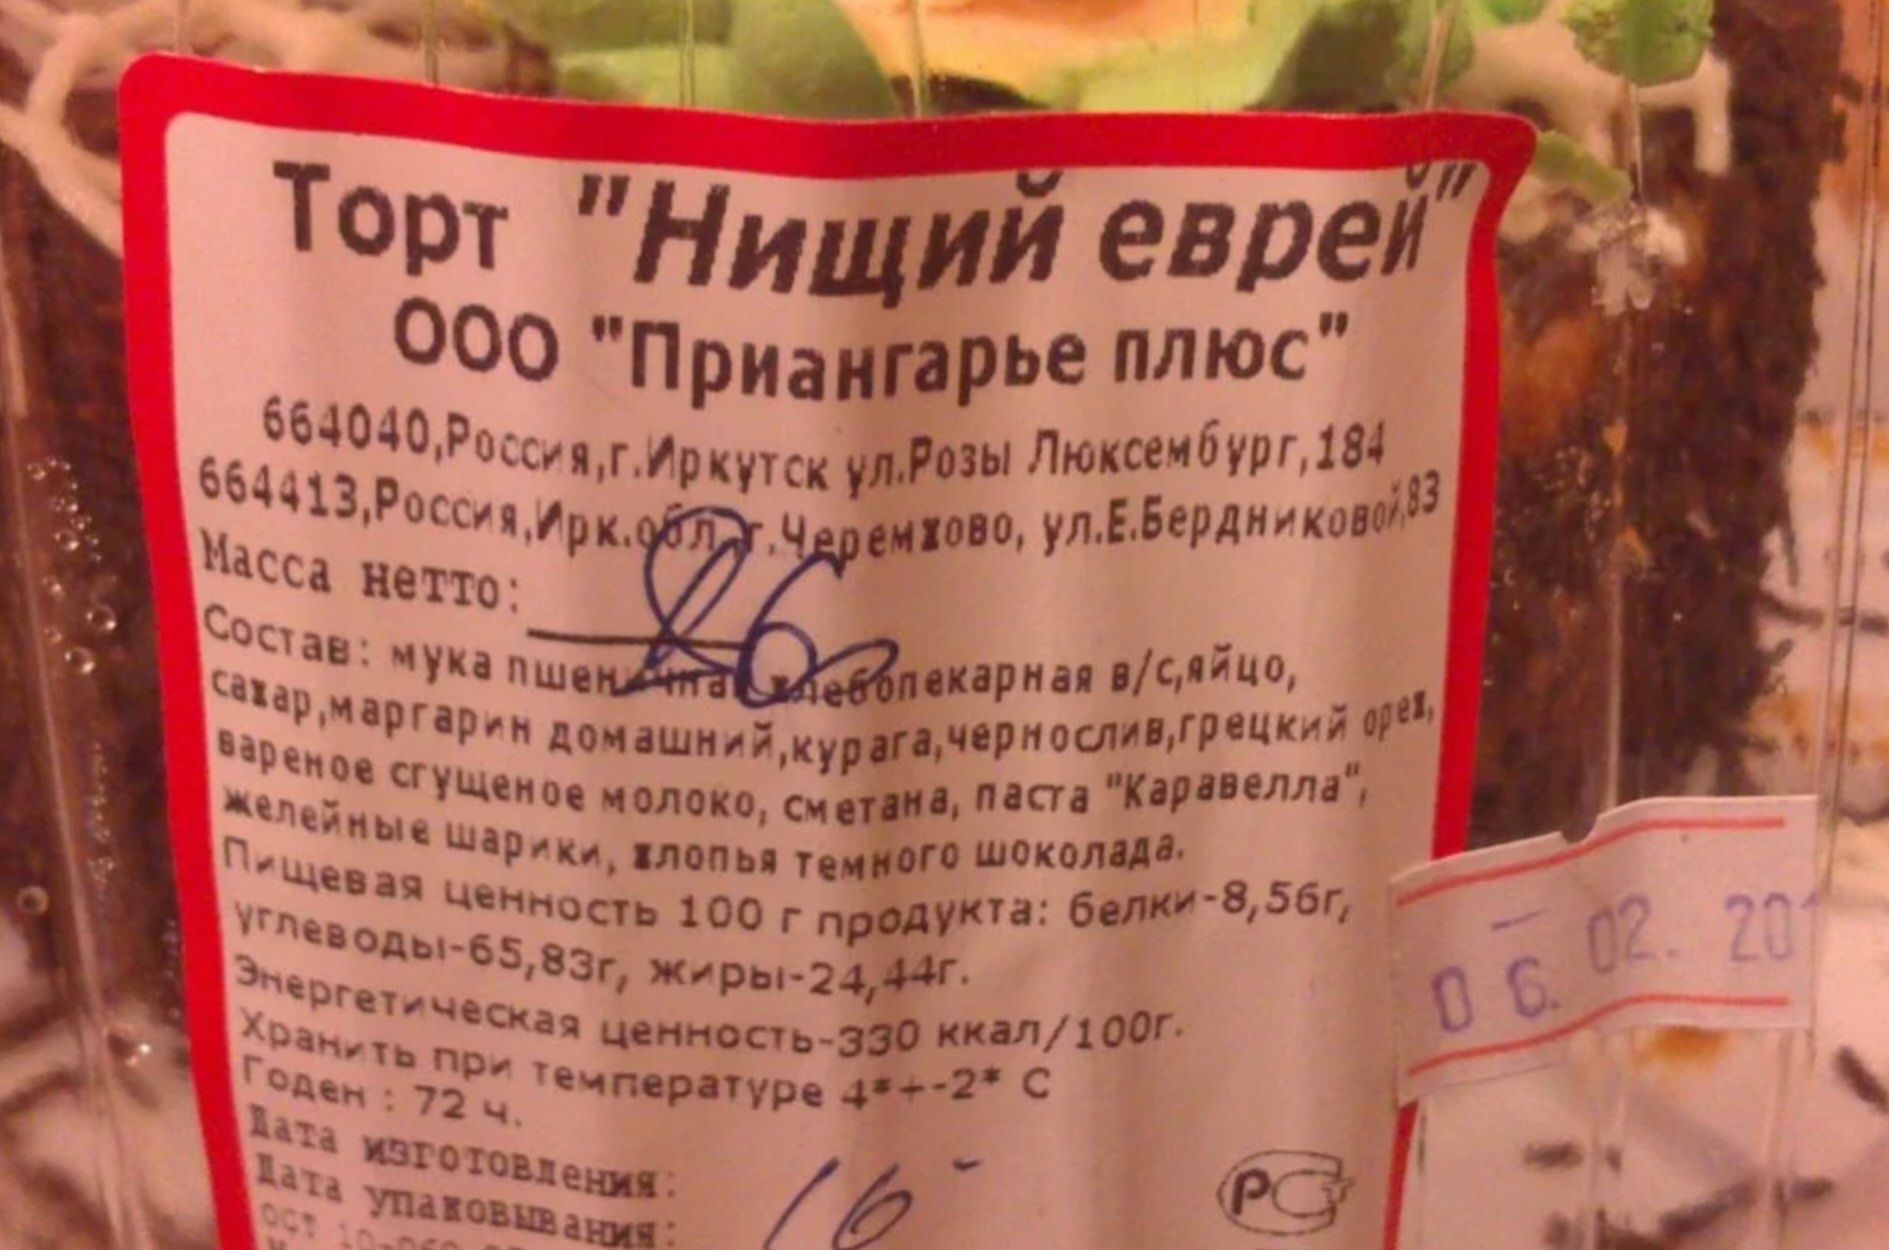 Торт "Нищий еврей"
ООО "Приангарье плюс"
664040,Россия,г.Иркутск ул.Розы Люксембург,184
664413,Россия,Ирк.обл.,г.Черемхово, ул.Е.Бердниковой,83
Масса нетто:
Состав: мука пшеничная хлебопекарная в/с,яйцо,
сахар,маргарин домашний,курага,чернослив,грецкий орех,
вареное сгущеное молоко, сметана, паста "Каравелла",
желейные шарики, хлопья темного шоколада.
Пищевая ценность 100 г продукта: белки-8,56г,
углеводы-65,83г, жиры-24,44г.
Энергетическая ценность-330 ккал/100г.
Хранить при температуре 4*+-2* С
Годен : 72 ч.
Дата изготовления:
Дата упаковывания: 16 -
РС
06. 02. 201